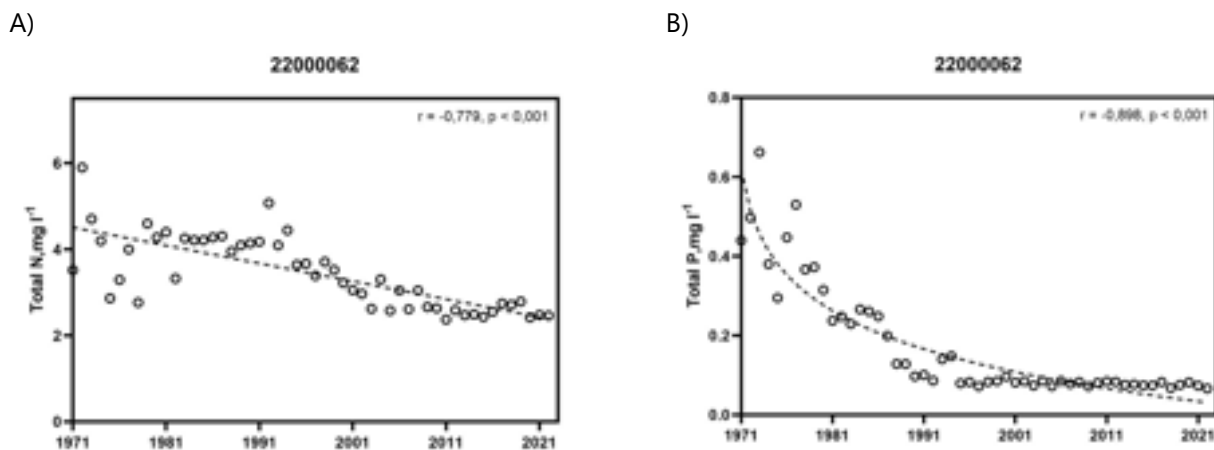 A)
22000062
r = -0,779, p < 0,001
Total N,mg l⁻¹
6
4
2
0
1971 1981 1991 2001 2011 2021
B)
22000062
r = -0,898, p < 0,001
Total P,mg l⁻¹
0.8
0.6
0.4
0.2
0.0
1971 1981 1991 2001 2011 2021